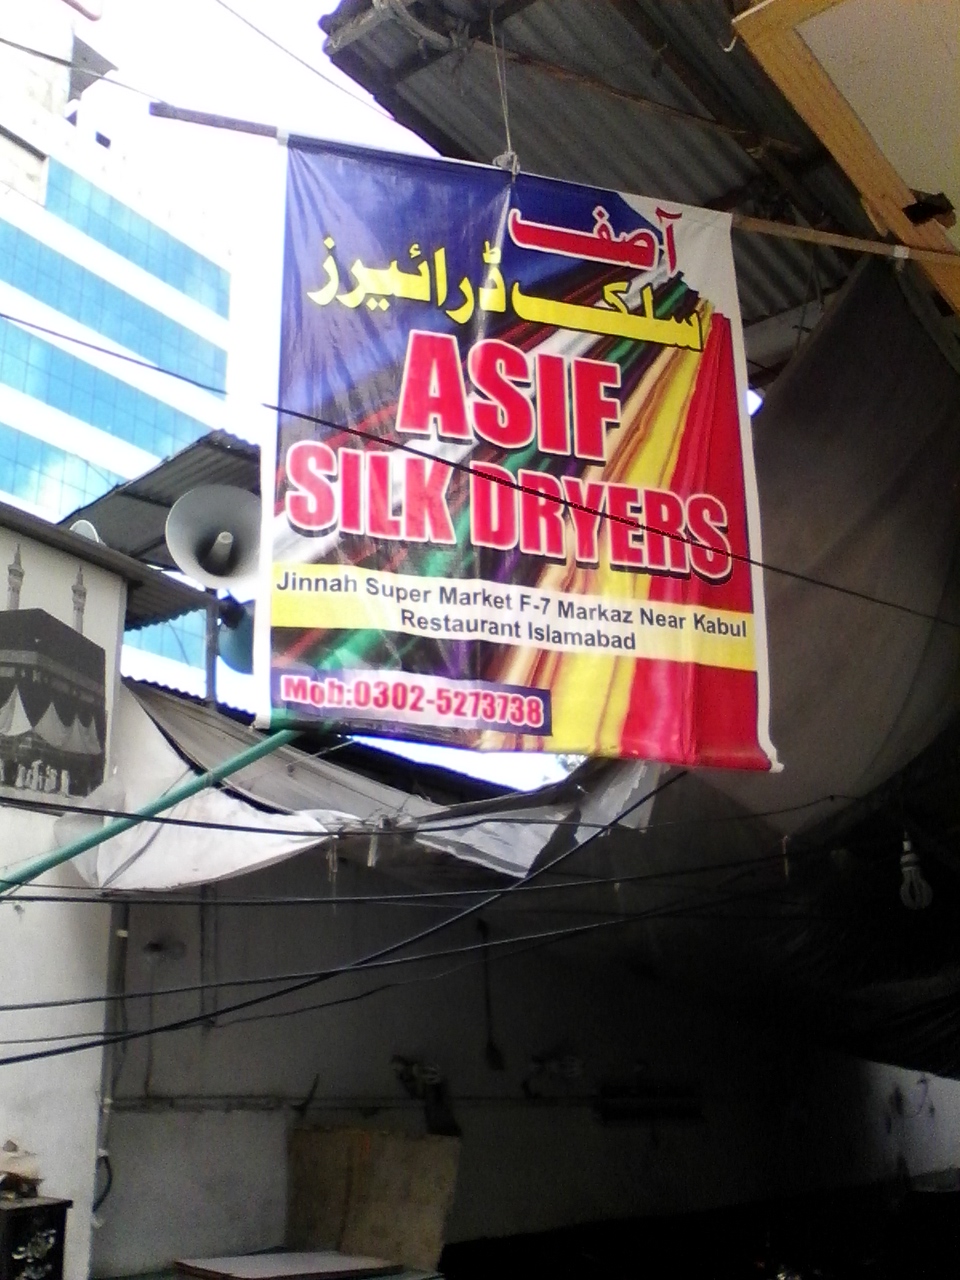 آصف
سلک ڈرائیرز
ASIF
SILK DRYERS
Jinnah Super Market F-7 Markaz Near Kabul
Restaurant Islamabad
Mob:0302-5273738